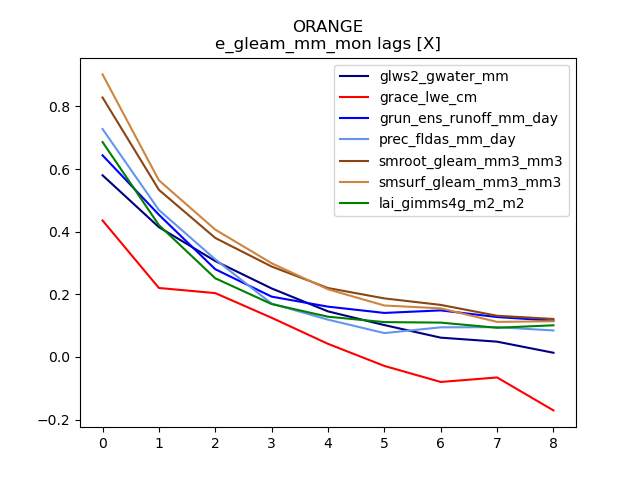 ORANGE
e_gleam_mm_mon lags [X]
glws2_gwater_mm
grace_lwe_cm
grun_ens_runoff_mm_day
prec_fldas_mm_day
smroot_gleam_mm3_mm3
smsurf_gleam_mm3_mm3
lai_gimms4g_m2_m2
0.8
0.6
0.4
0.2
0.0
−0.2
0 1 2 3 4 5 6 7 8